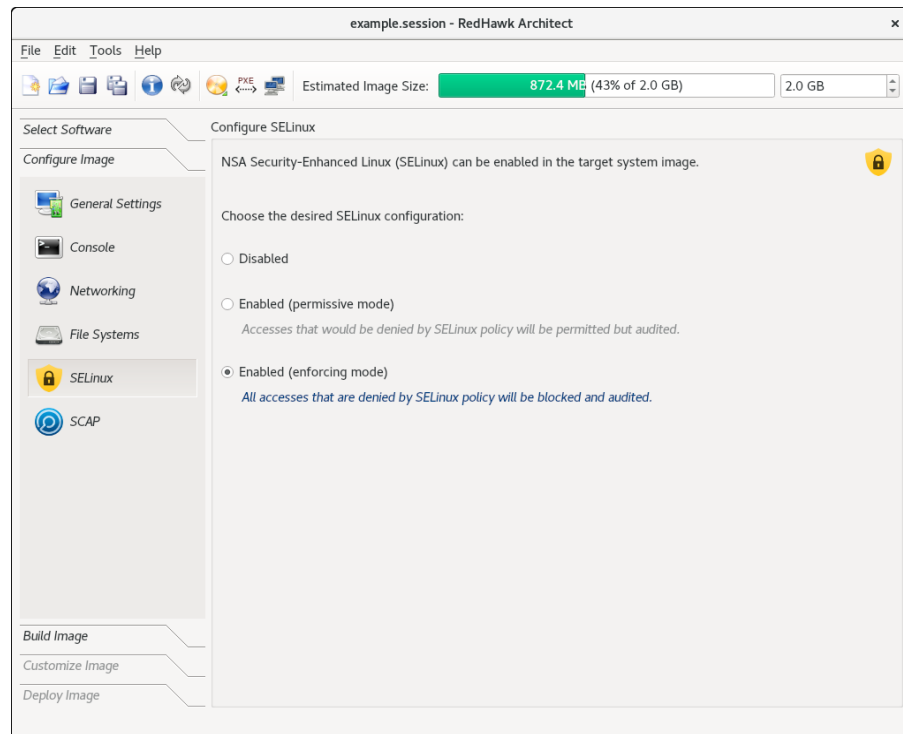 example.session - RedHawk Architect
File Edit Tools Help
PXE
Estimated Image Size:
872.4 MB (43% of 2.0 GB)
2.0 GB
Select Software
Configure Image
General Settings
Console
Networking
File Systems
SELinux
SCAP
Build Image
Customize Image
Deploy Image
Configure SELinux
NSA Security-Enhanced Linux (SELinux) can be enabled in the target system image.
Choose the desired SELinux configuration:
Disabled
Enabled (permissive mode)
Accesses that would be denied by SELinux policy will be permitted but audited.
Enabled (enforcing mode)
All accesses that are denied by SELinux policy will be blocked and audited.